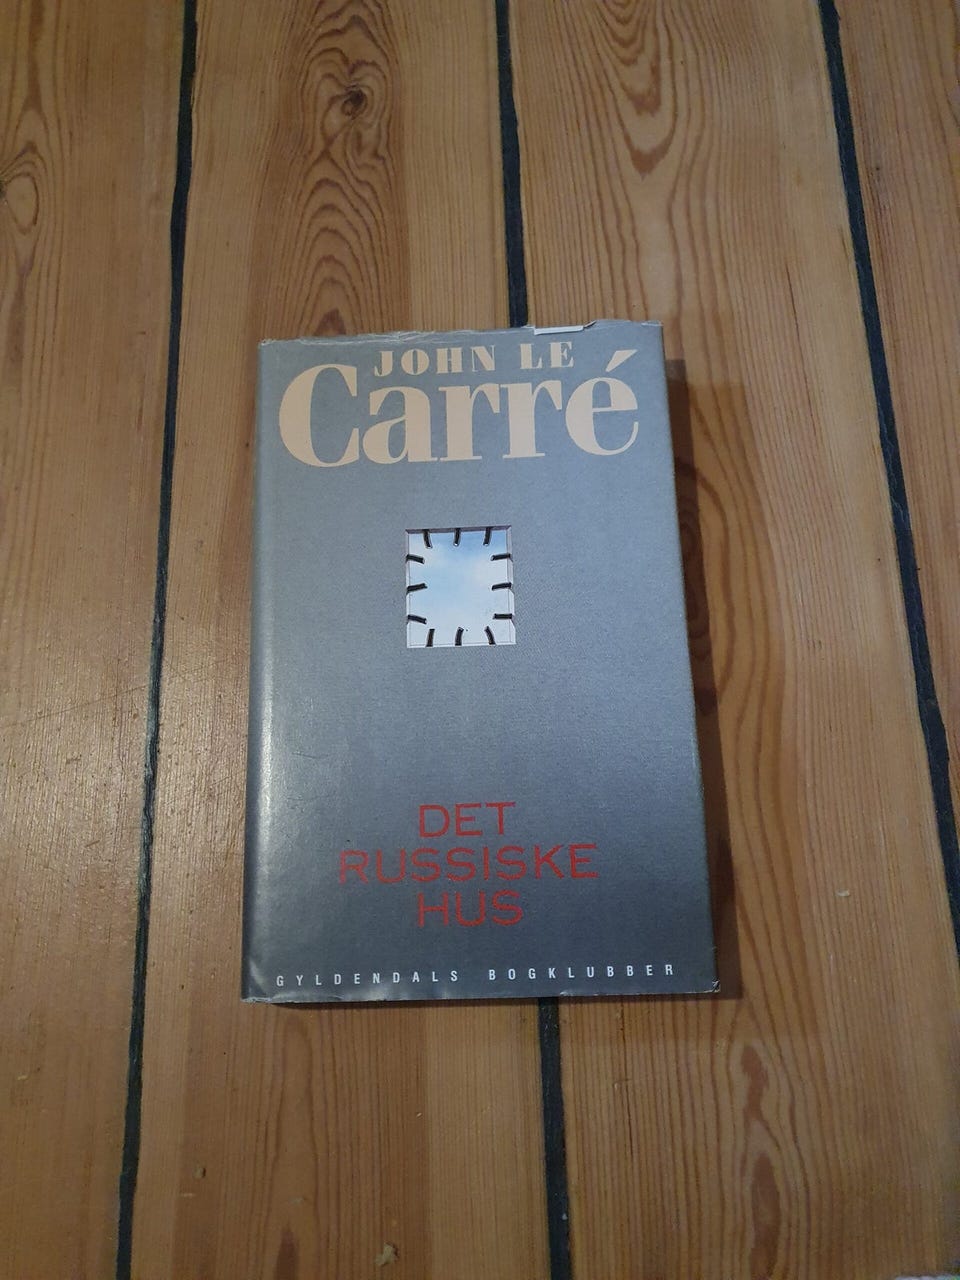 JOHN LE
Carré
DET
RUSSISKE
HUS
GYLDENDALS BOGKLUBBER